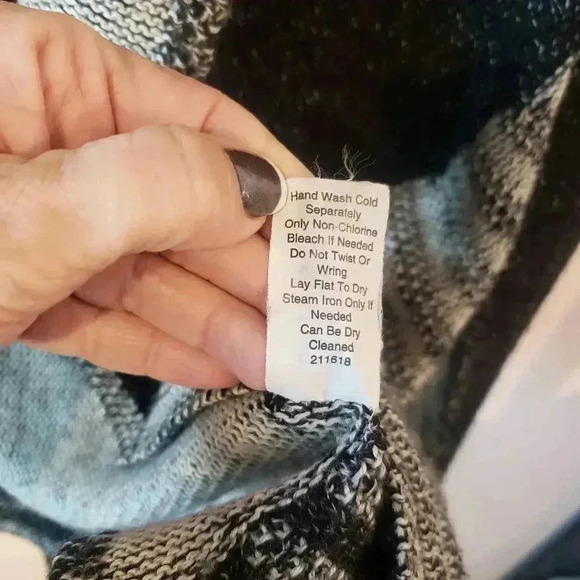 Hand Wash Cold
Separately
Only Non-Chlorine
Bleach If Needed
Do Not Twist Or
Wring
Lay Flat To Dry
Steam Iron Only If
Needed
Can Be Dry
Cleaned
211618